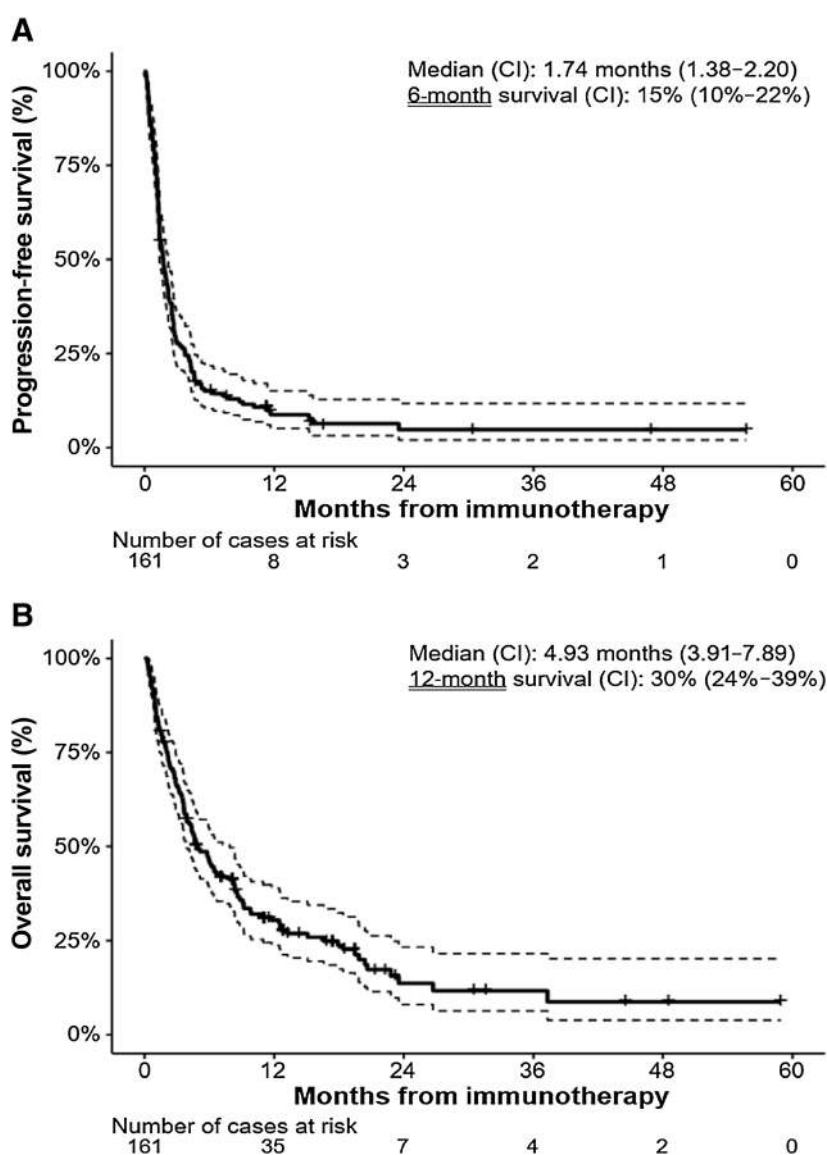 A
Median (CI): 1.74 months (1.38–2.20)
6-month survival (CI): 15% (10%–22%)
Progression-free survival (%)
100%
75%
50%
25%
0%
0 12 24 36 48 60
Months from immunotherapy
Number of cases at risk
161 8 3 2 1 0
B
Median (CI): 4.93 months (3.91–7.89)
12-month survival (CI): 30% (24%–39%)
Overall survival (%)
100%
75%
50%
25%
0%
0 12 24 36 48 60
Months from immunotherapy
Number of cases at risk
161 35 7 4 2 0